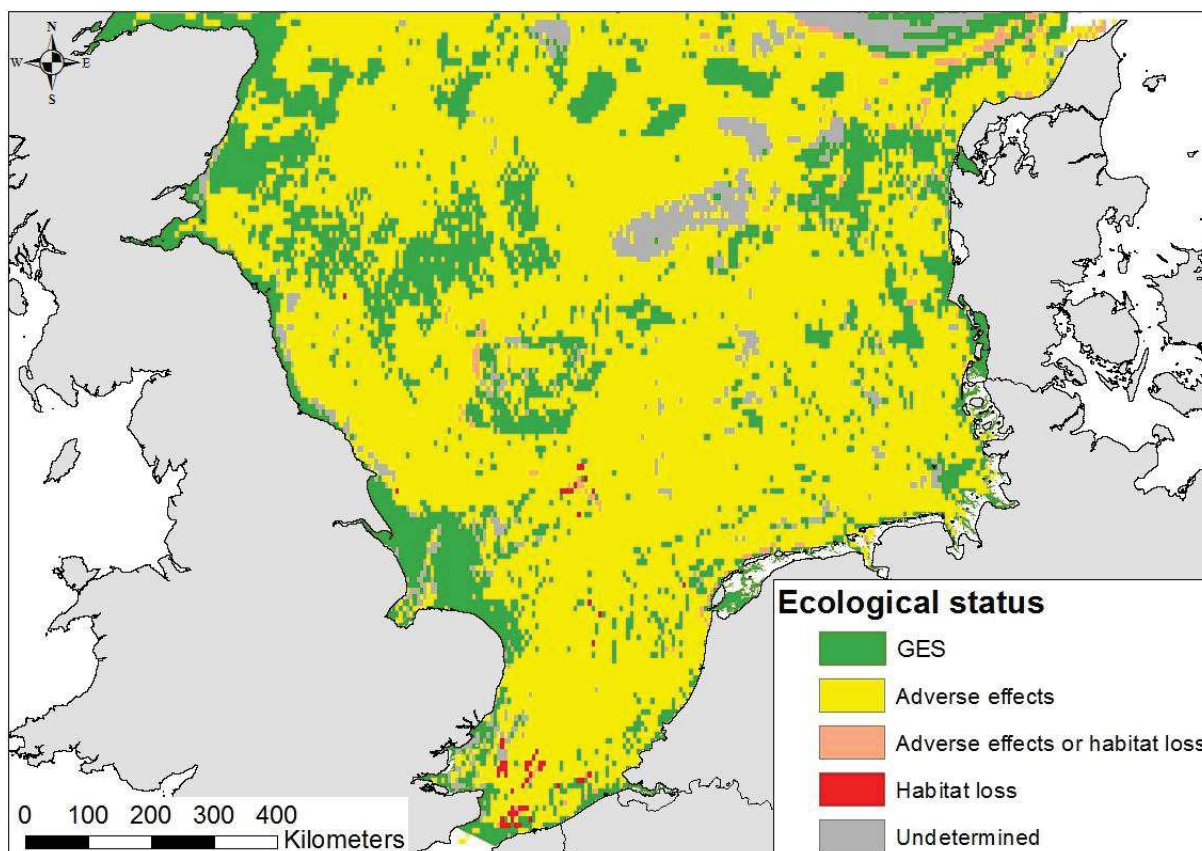 N
W E
S
Ecological status
GES
Adverse effects
Adverse effects or habitat loss
Habitat loss
Undetermined
0 100 200 300 400
Kilometers